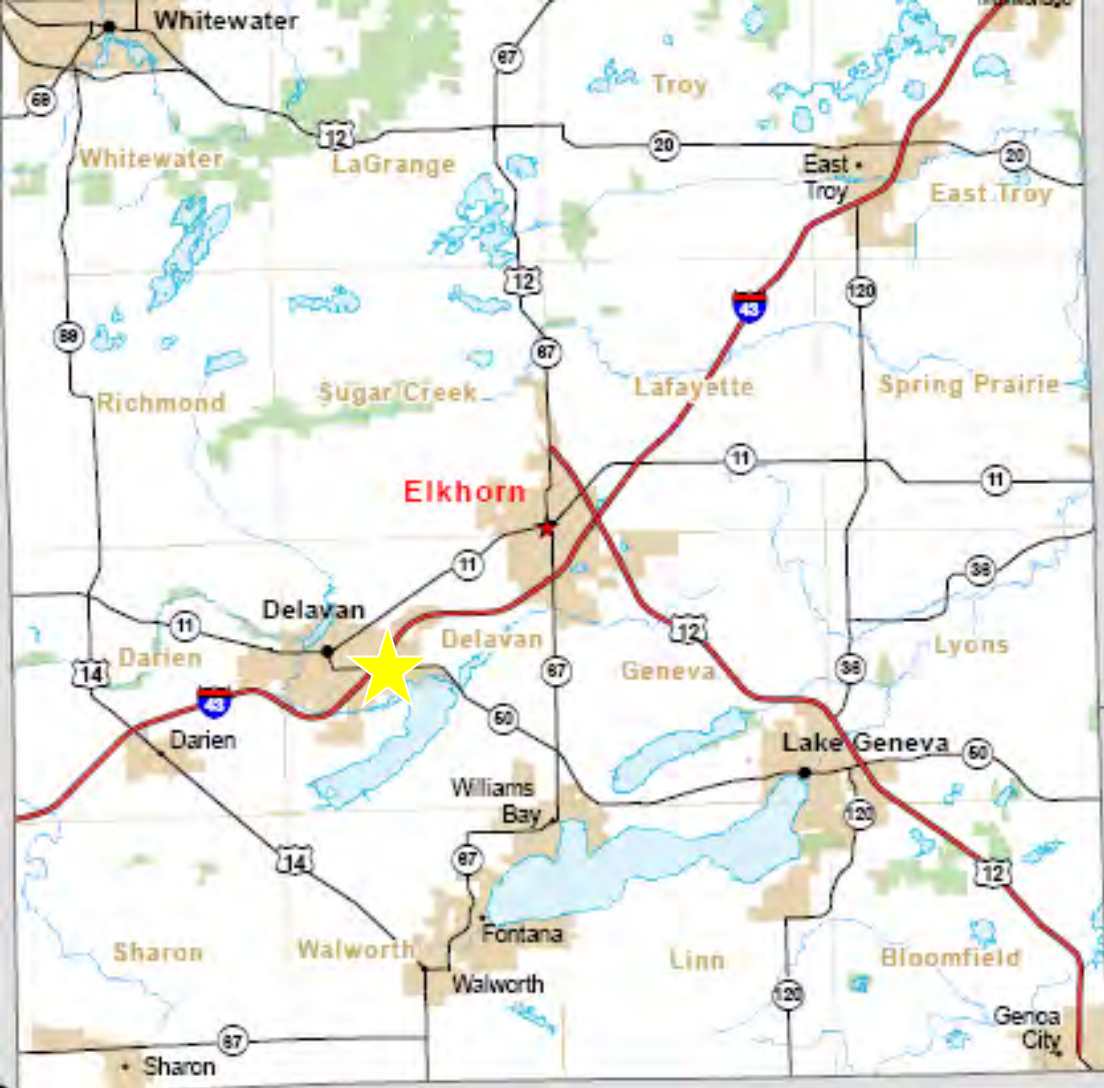 Whitewater
67
Troy
59
12
20
20
Whitewater
LaGrange
East
Troy
East Troy
12
43
120
89
67
Richmond
Sugar Creek
Lafayette
Spring Prairie
11
11
Elkhorn
11
36
Delavan
11
Delavan
12
Lyons
Darien
14
67
Geneva
36
43
50
Darien
Lake Geneva
50
Williams
Bay
120
14
67
12
Fontana
Sharon
Walworth
Linn
Bloomfield
Walworth
120
Genoa
City
67
Sharon